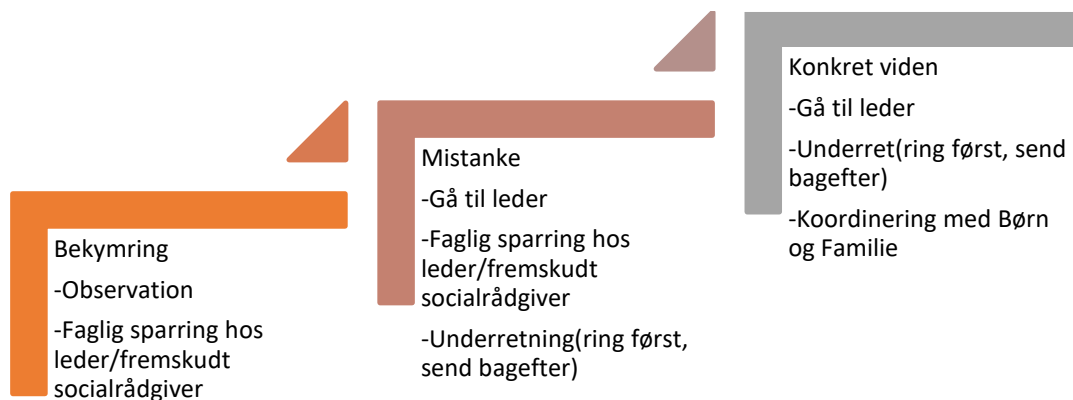 Bekymring
-Observation
-Faglig sparring hos
leder/fremskudt
socialrådgiver
Mistanke
-Gå til leder
-Faglig sparring hos
leder/fremskudt
socialrådgiver
-Underretning(ring først,
send bagefter)
Konkret viden
-Gå til leder
-Underret(ring først, send
bagefter)
-Koordinering med Børn
og Familie